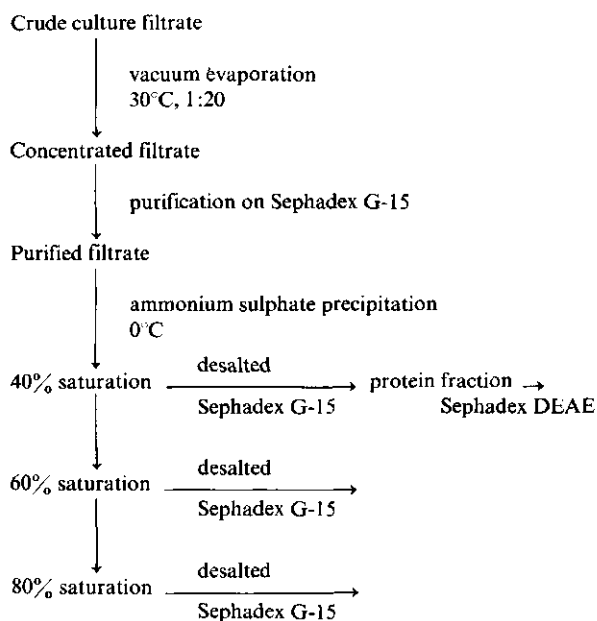 Crude culture filtrate
vacuum evaporation
30°C, 1:20
Concentrated filtrate
purification on Sephadex G-15
Purified filtrate
ammonium sulphate precipitation
0°C
40% saturation
desalted
Sephadex G-15
protein fraction
Sephadex DEAE
60% saturation
desalted
Sephadex G-15
80% saturation
desalted
Sephadex G-15